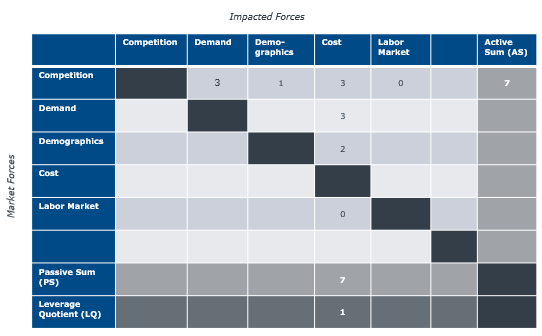 Impacted Forces
Competition Demand Demo- Cost Labor Active
graphics Market Sum (AS)
Competition 3 1 3 0 7
Demand 3
Demographics 2
Cost
Labor Market 0
Market Forces
Passive Sum 7
(PS)
Leverage 1
Quotient (LQ)